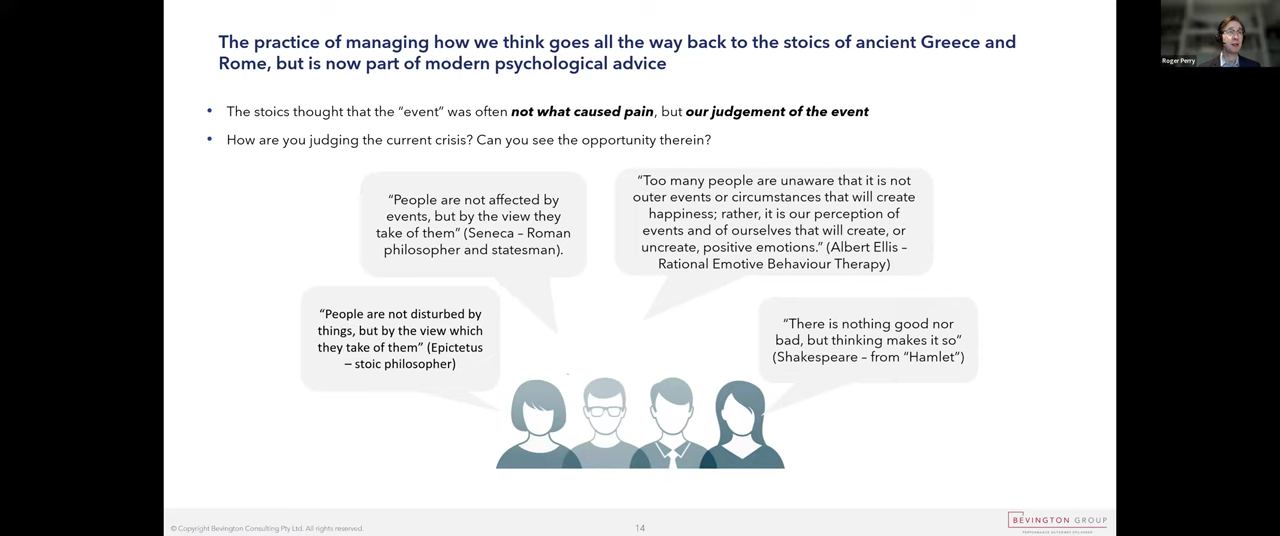 The practice of managing how we think goes all the way back to the stoics of ancient Greece and
Rome, but is now part of modern psychological advice
Roger Perry
• The stoics thought that the “event” was often not what caused pain, but our judgement of the event
• How are you judging the current crisis? Can you see the opportunity therein?
“People are not affected by
events, but by the view they
take of them” (Seneca – Roman
philosopher and statesman).
“Too many people are unaware that it is not
outer events or circumstances that will create
happiness; rather, it is our perception of
events and of ourselves that will create, or
uncreate, positive emotions.” (Albert Ellis –
Rational Emotive Behaviour Therapy)
“People are not disturbed by
things, but by the view which
they take of them” (Epictetus
– stoic philosopher)
“There is nothing good nor
bad, but thinking makes it so”
(Shakespeare – from “Hamlet”)
© Copyright Bevington Consulting Pty Ltd. All rights reserved.
14
BEVINGTON GROUP